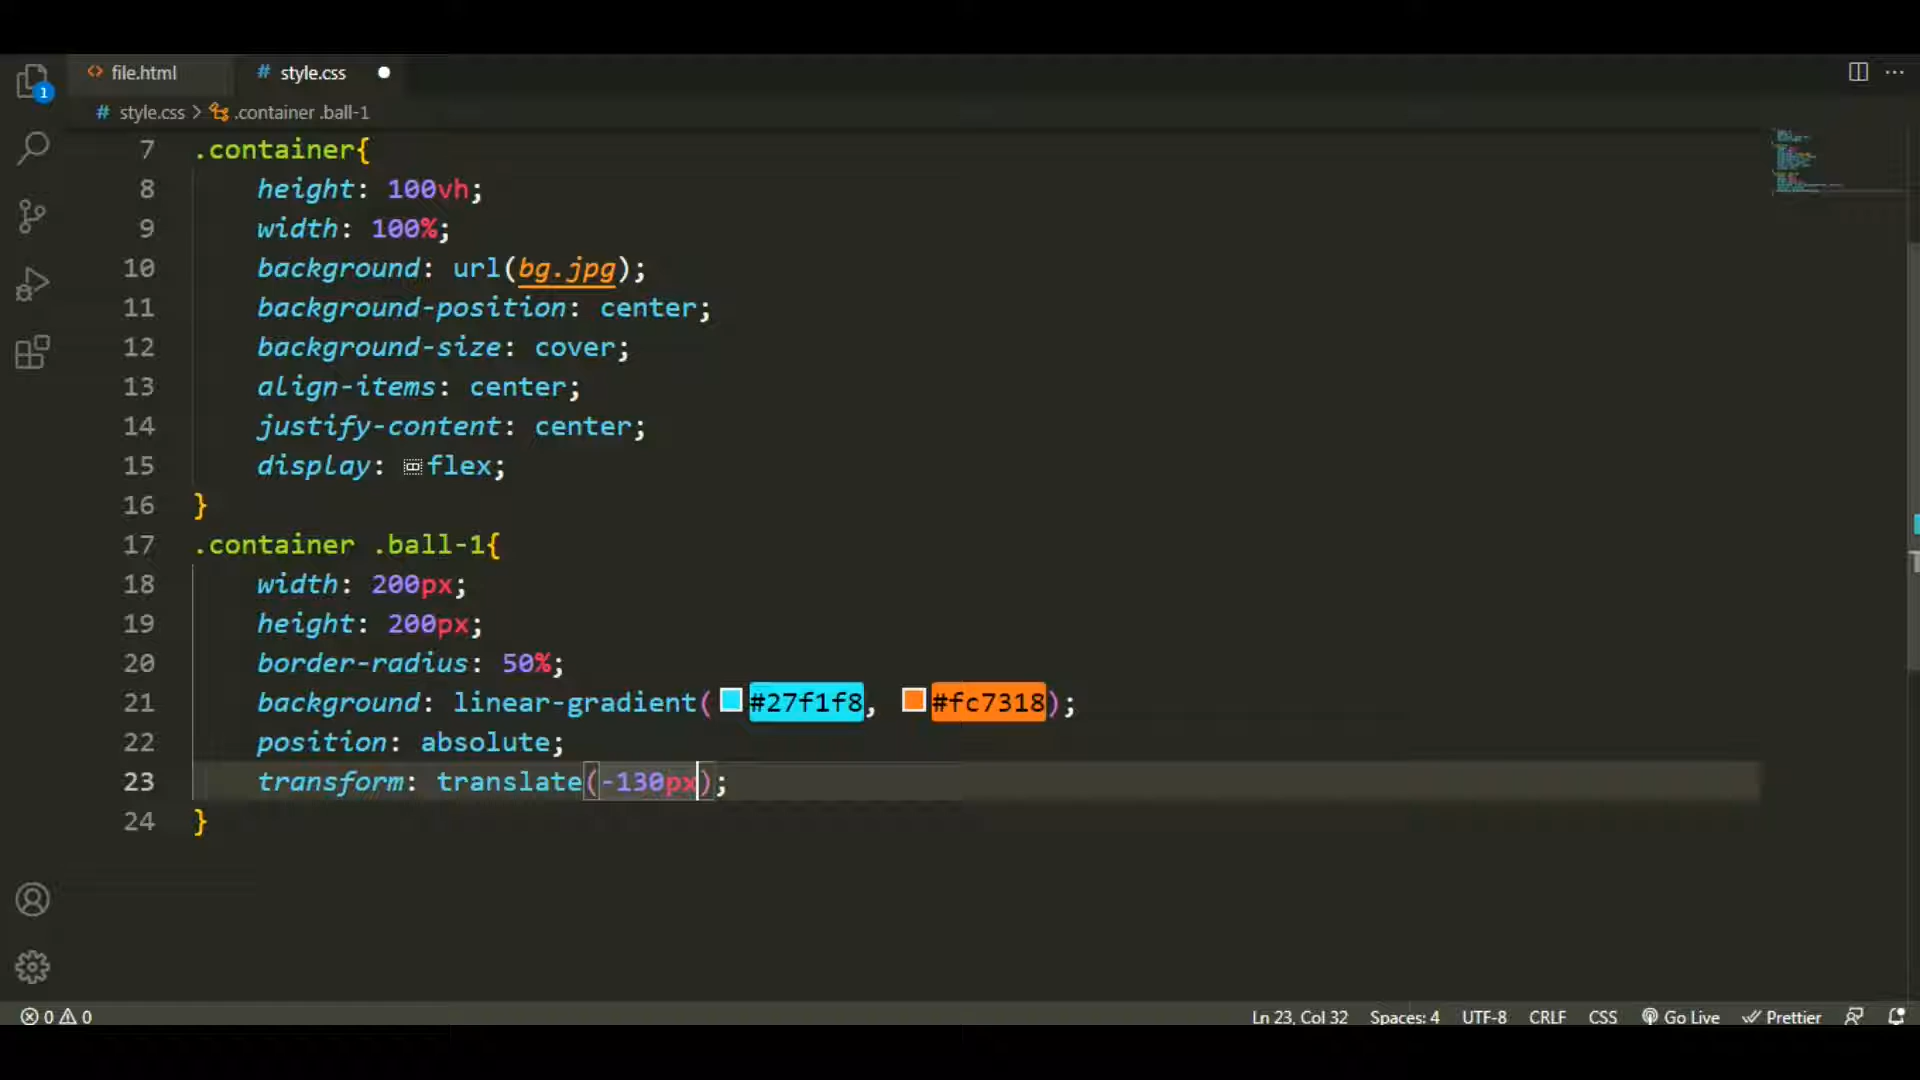 file.html
# style.css
# style.css > .container .ball-1
1
7 .container{
8 height: 100vh;
9 width: 100%;
10 background: url(bg.jpg);
11 background-position: center;
12 background-size: cover;
13 align-items: center;
14 justify-content: center;
15 display: flex;
16 }
17 .container .ball-1{
18 width: 200px;
19 height: 200px;
20 border-radius: 50%;
21 background: linear-gradient(#27f1f8, #fc7318);
22 position: absolute;
23 transform: translate(-130px);
24 }
0 0 Ln 23, Col 32 Spaces: 4 UTF-8 CRLF CSS Go Live Prettier